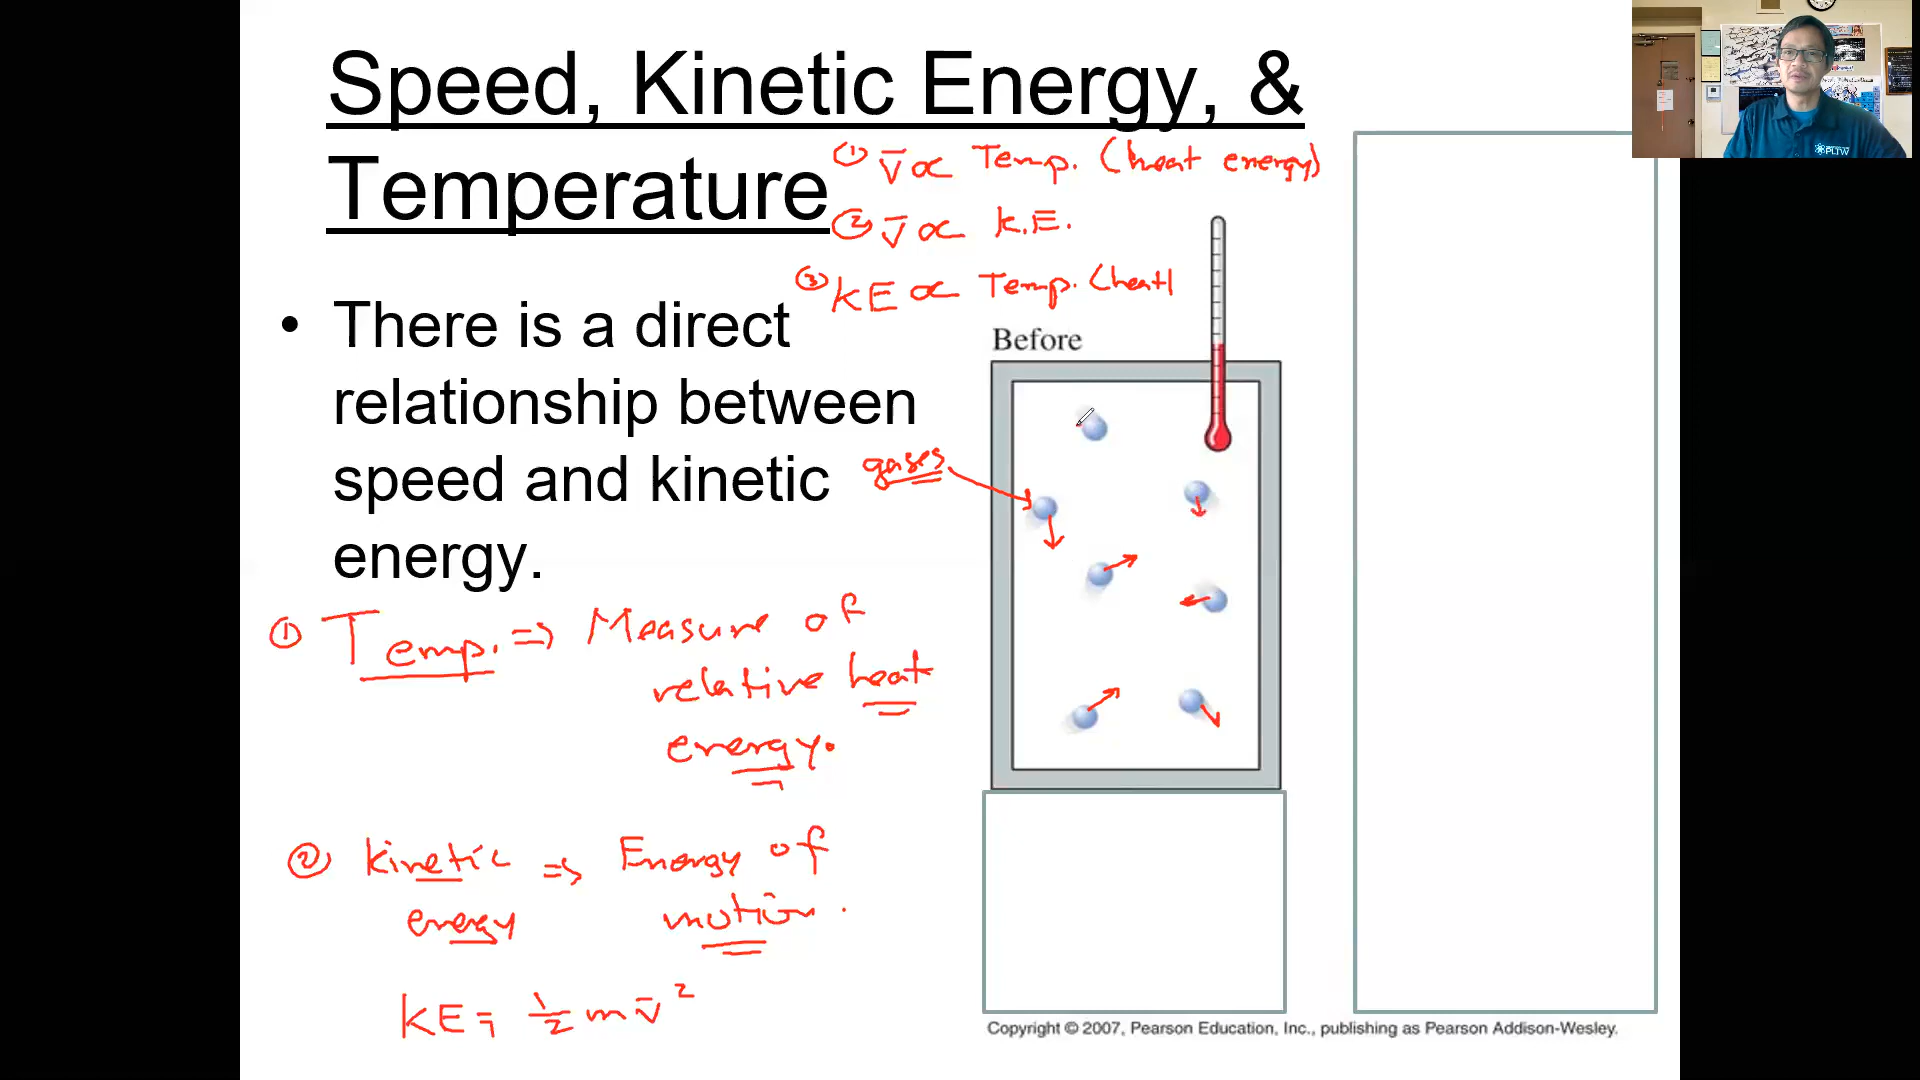 Speed, Kinetic Energy, &
Temperature
① v̄ ∝ Temp. (heat energy)
② v̄ ∝ K.E.
③ KE ∝ Temp. (heat)
• There is a direct
relationship between
speed and kinetic
energy.
Before
gases
① Temp. => Measure of
relative heat
energy.
② Kinetic => Energy of
energy motion.
KE = 1/2 m v̄ ²
Copyright © 2007, Pearson Education, Inc., publishing as Pearson Addison-Wesley.
PLTW